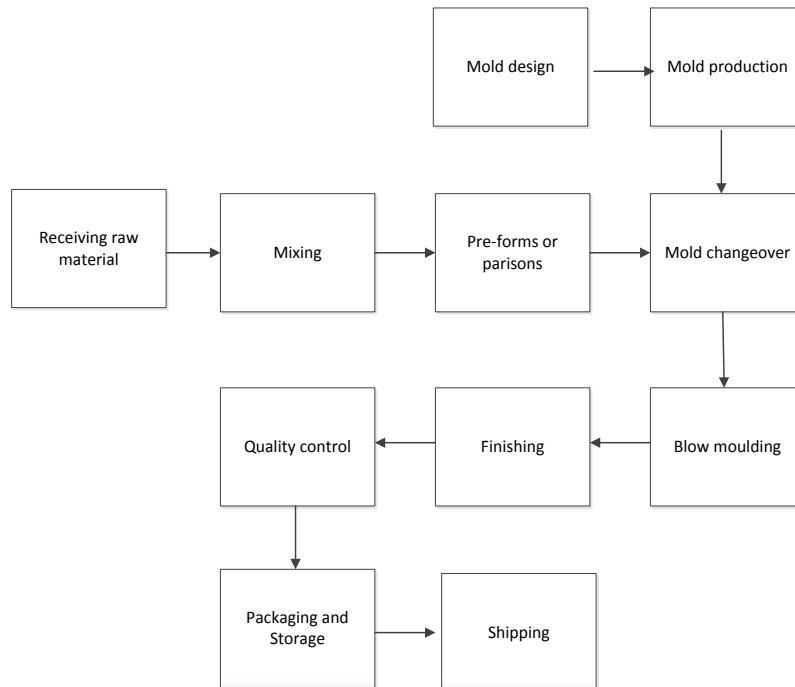 Mold design
Mold production
Receiving raw
material
Mixing
Pre-forms or
parisons
Mold changeover
Quality control
Finishing
Blow moulding
Packaging and
Storage
Shipping